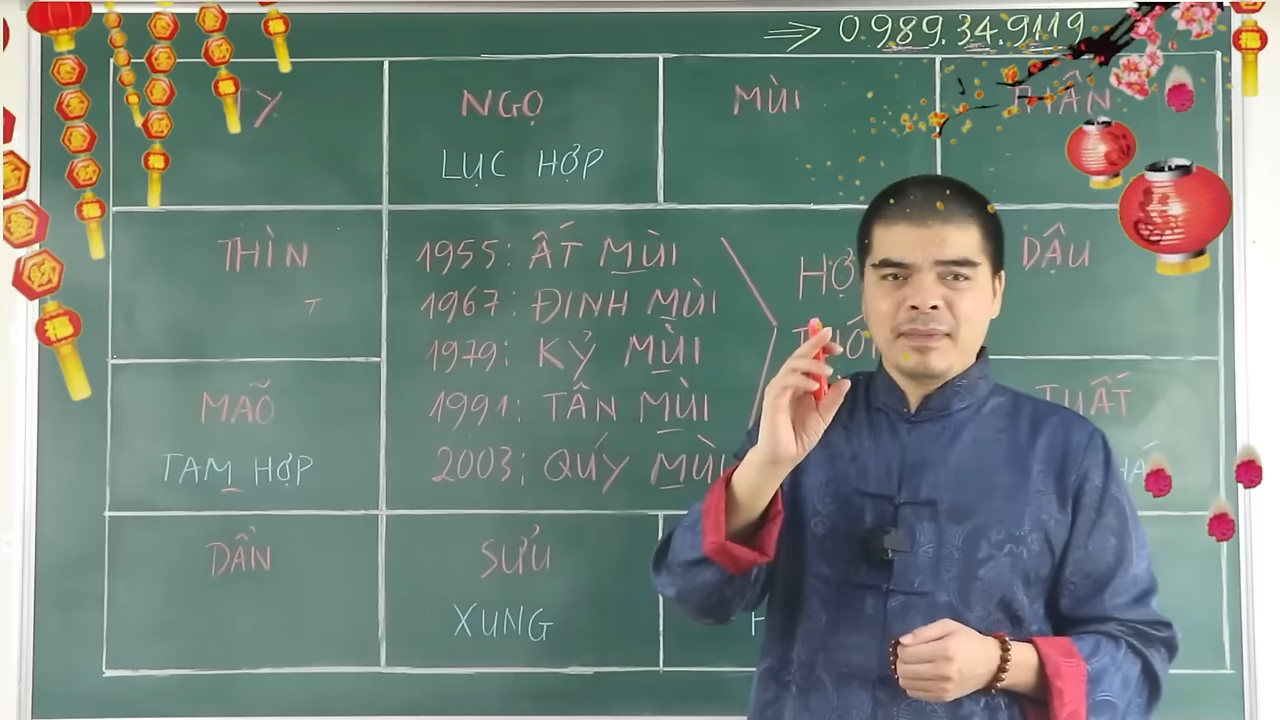 0.989.34.9119
NGỌ
MÙI
LỤC HỢP
THÌN
DẬU
1955: ẤT MÙI
1967: ĐINH MÙI
1979: KỶ MÙI
1991: TÂN MÙI
2003: QUÝ MÙI
MÃO
TUẤT
TAM HỢP
DẦN
SỬU
XUNG